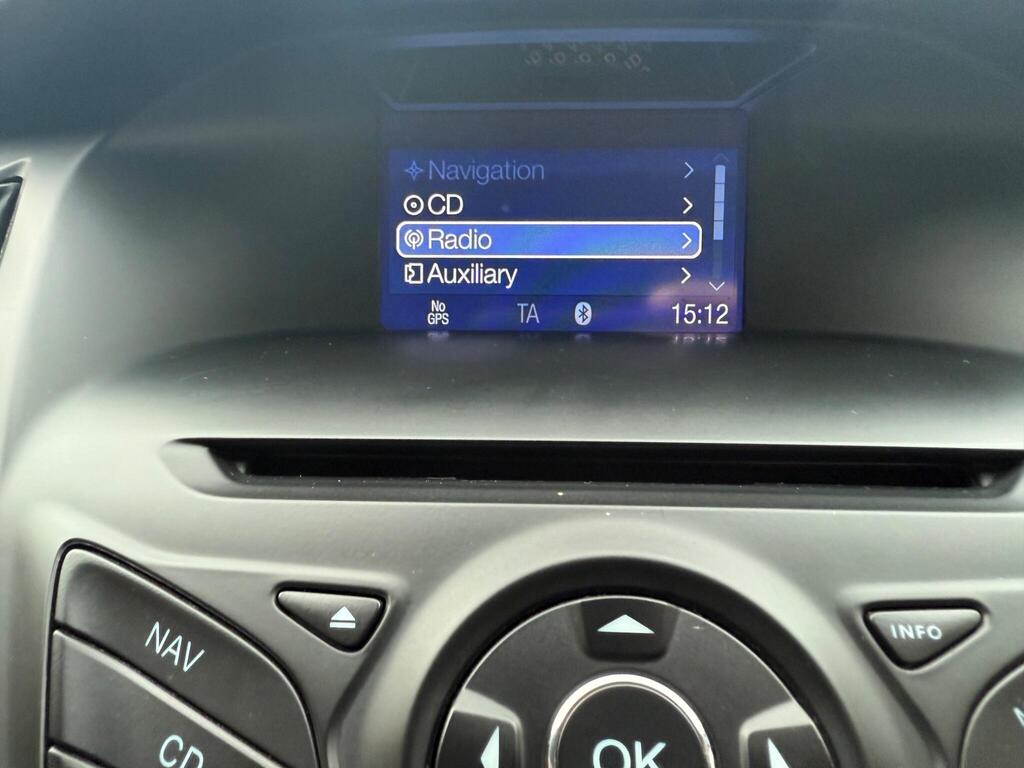 Navigation
CD
Radio
Auxiliary
No
GPS
TA
15:12
NAV
INFO
CD
OK